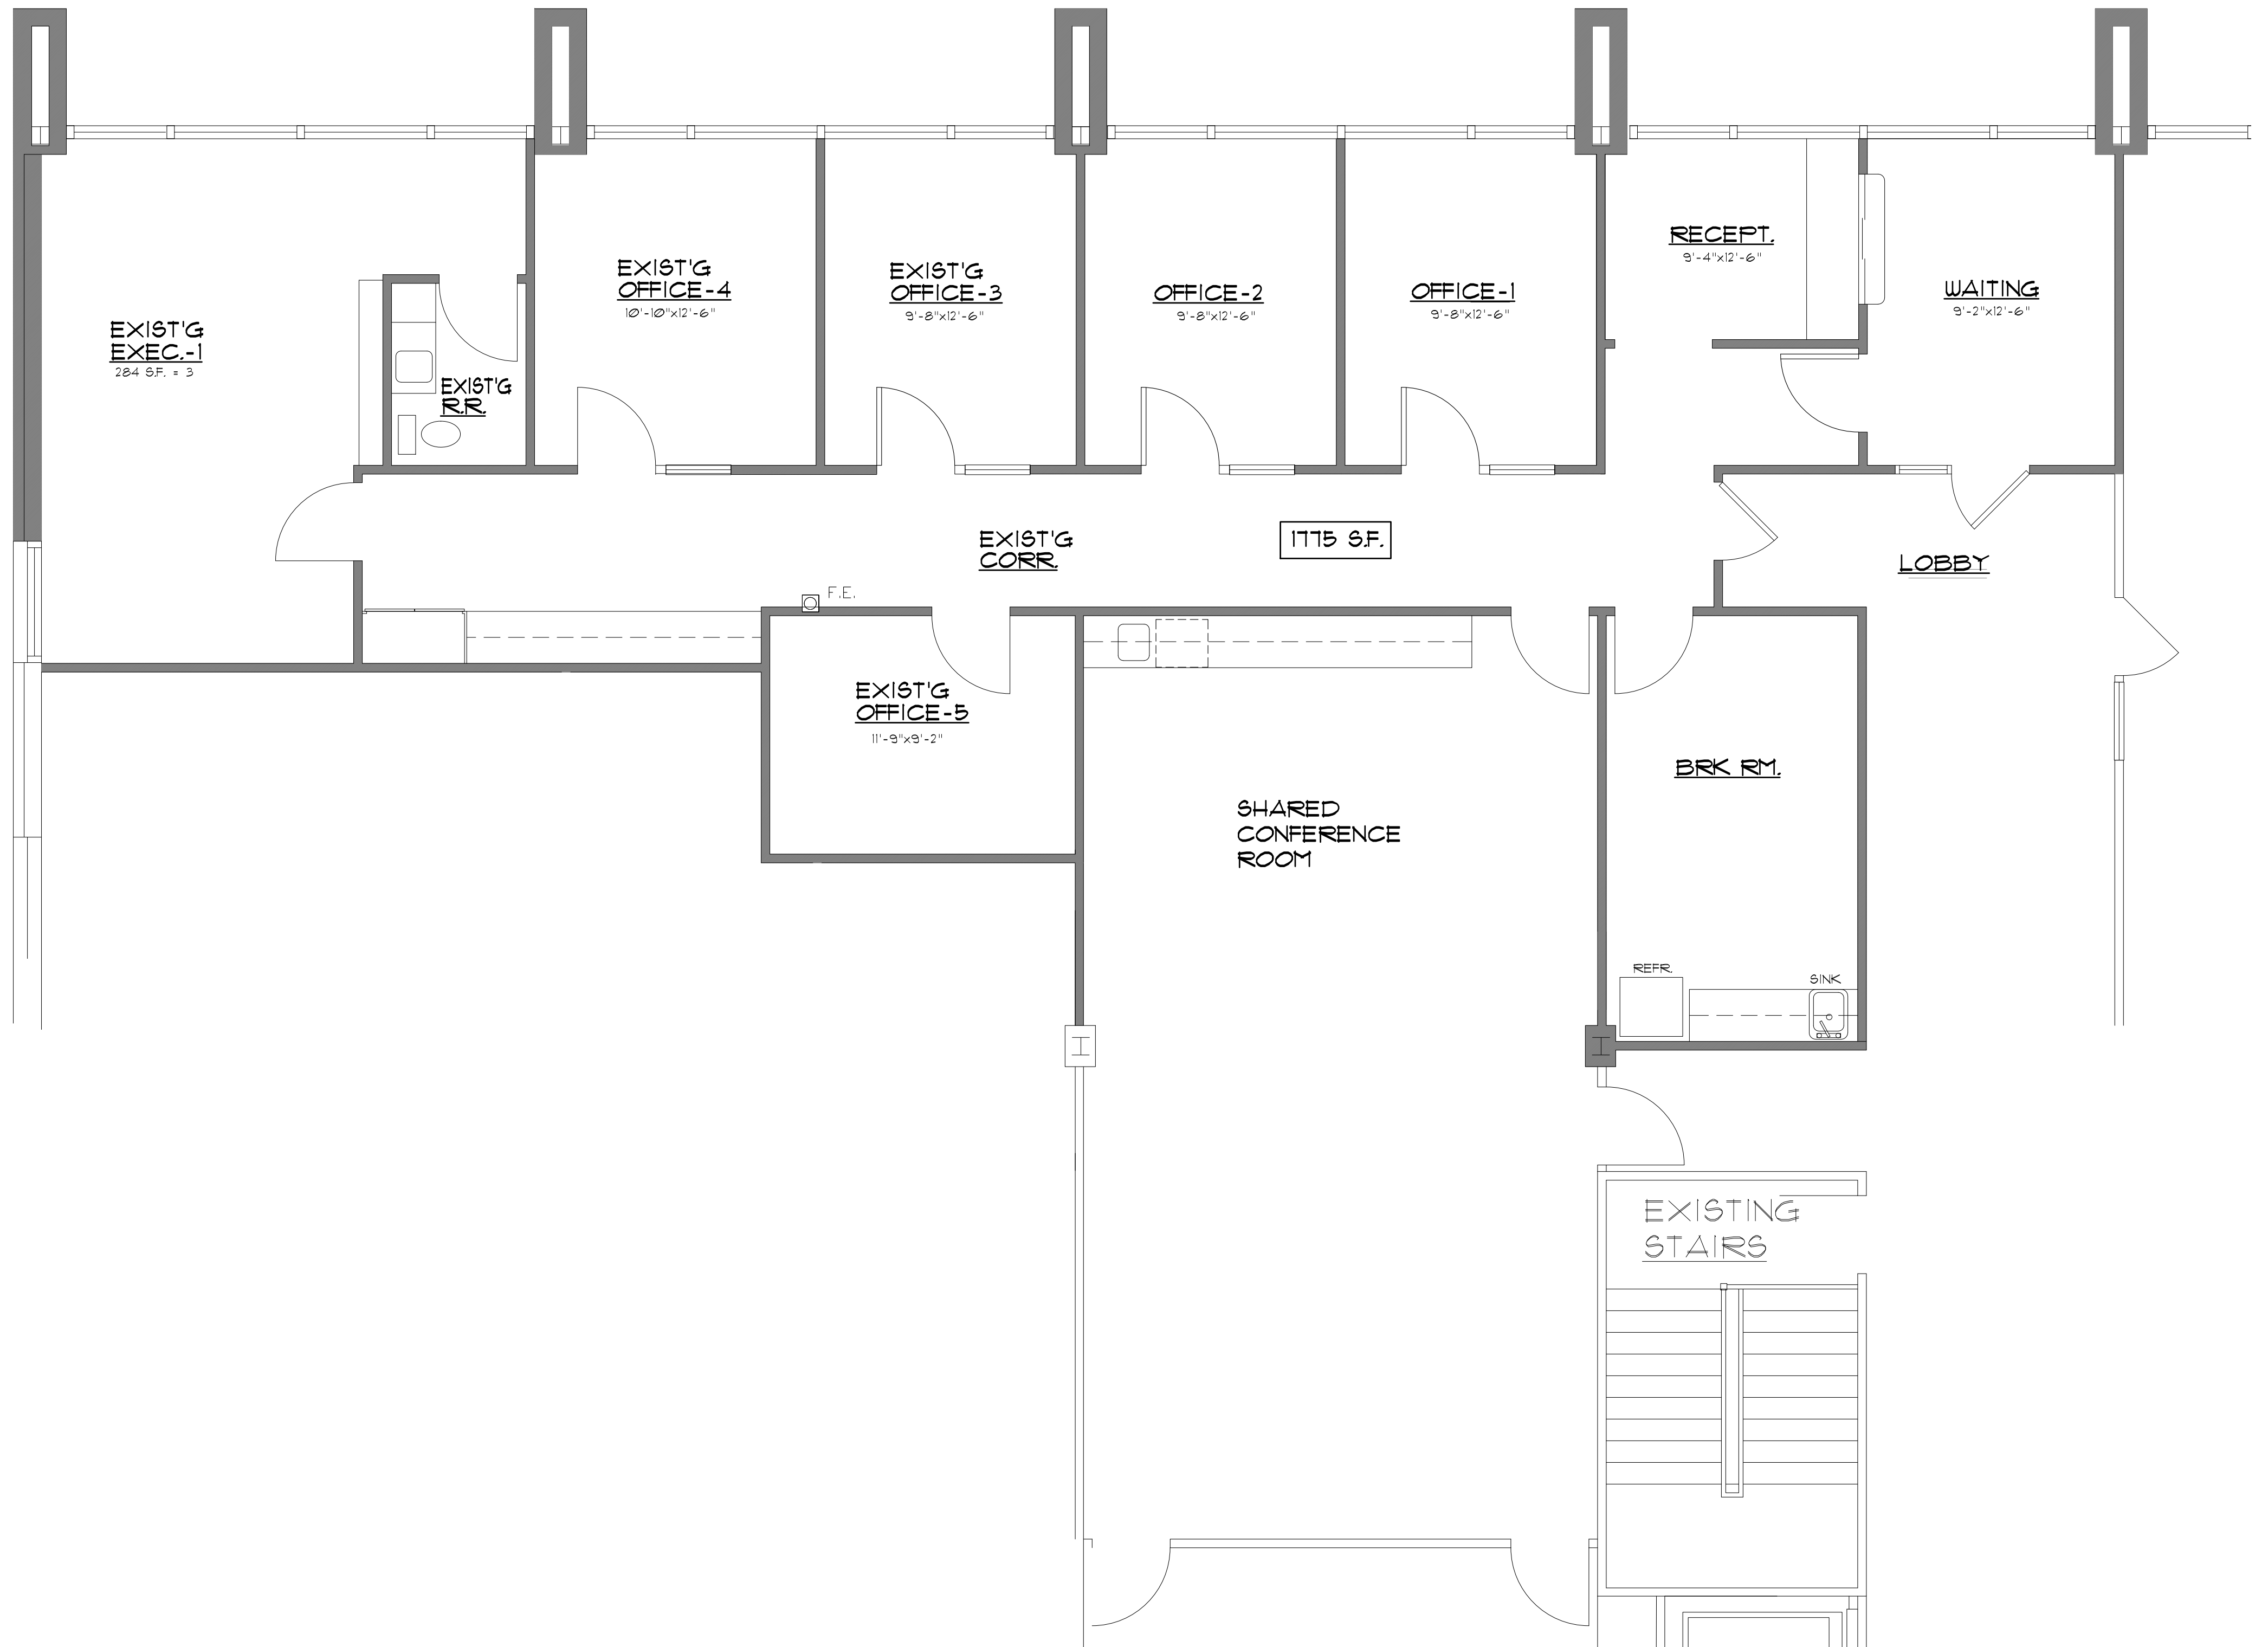 EXIST'G
EXEC.-1
284 S.F. = 3
EXIST'G
R.R.
EXIST'G
OFFICE-4
10'-10"x12'-6"
EXIST'G
OFFICE-3
9'-8"x12'-6"
OFFICE-2
9'-8"x12'-6"
OFFICE-1
9'-8"x12'-6"
RECEPT.
9'-4"x12'-6"
WAITING
9'-2"x12'-6"
EXIST'G
CORR.
1775 S.F.
LOBBY
F.E.
EXIST'G
OFFICE-5
11'-9"x9'-2"
SHARED
CONFERENCE
ROOM
BRK RM.
REFR.
SINK
EXISTING
STAIRS